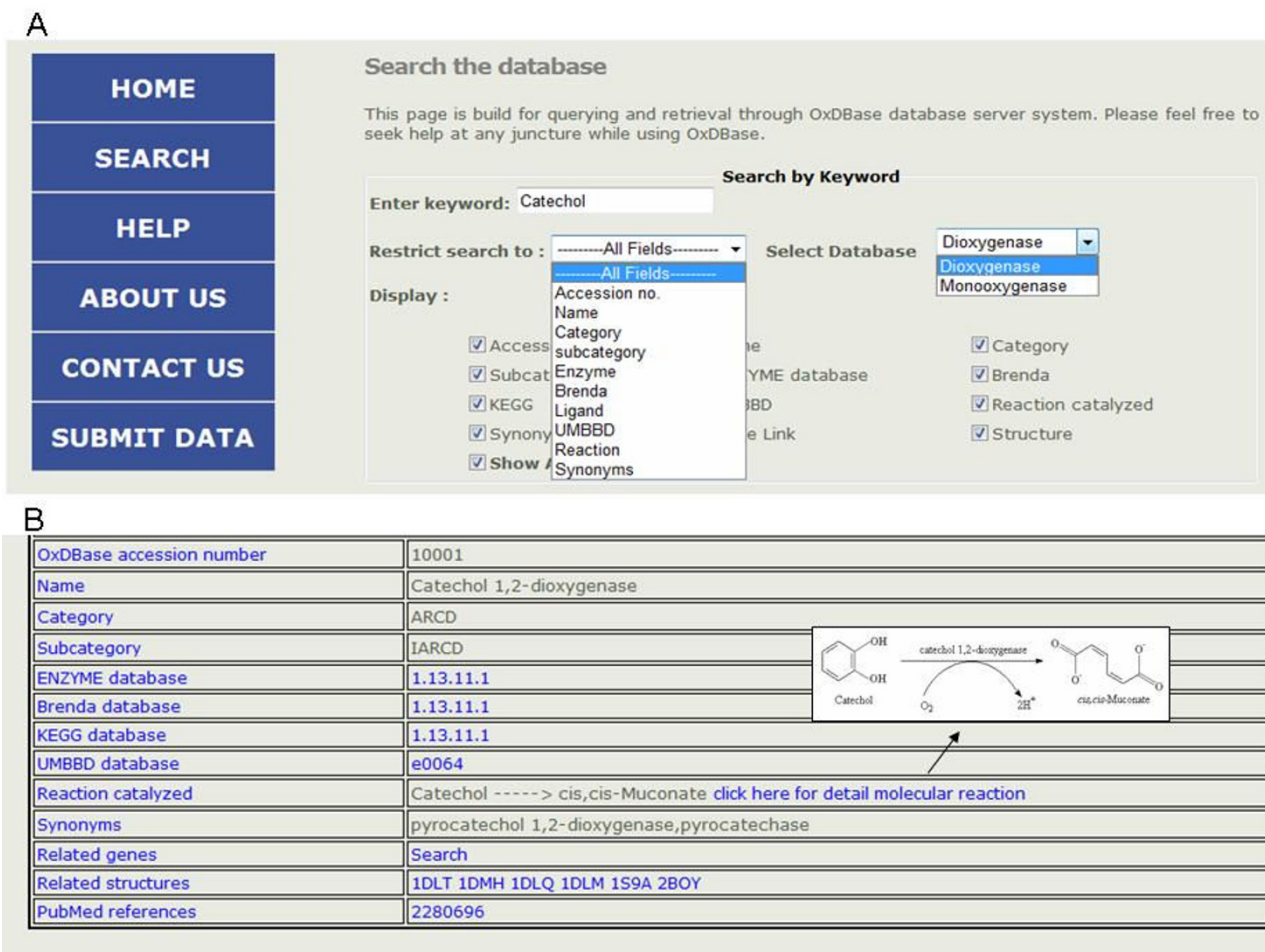 A
HOME
SEARCH
HELP
ABOUT US
CONTACT US
SUBMIT DATA
Search the database
This page is build for querying and retrieval through OxDBase database server system. Please feel free to
seek help at any juncture while using OxDBase.
Search by Keyword
Enter keyword: Catechol
Restrict search to : ---------All Fields--------- Select Database Dioxygenase
---------All Fields---------
Accession no.
Name
Category
subcategory
Enzyme
Brenda
Ligand
UMBBD
Reaction
Synonyms
Dioxygenase
Monooxygenase
Display :
Category
YME database Brenda
KEGG Reaction catalyzed
e Link Structure
Show
B
OxDBase accession number 10001
Name Catechol 1,2-dioxygenase
Category ARCD
Subcategory IARCD
ENZYME database 1.13.11.1
Brenda database 1.13.11.1
KEGG database 1.13.11.1
UMBBD database e0064
Reaction catalyzed Catechol -----> cis,cis-Muconate click here for detail molecular reaction
Synonyms pyrocatechol 1,2-dioxygenase,pyrocatechase
Related genes Search
Related structures 1DLT 1DMH 1DLQ 1DLM 1S9A 2BOY
PubMed references 2280696
OH
OH
Catechol
catechol 1,2-dioxygenase
O2
2H+
O
O-
O-
O
cis,cis-Muconate